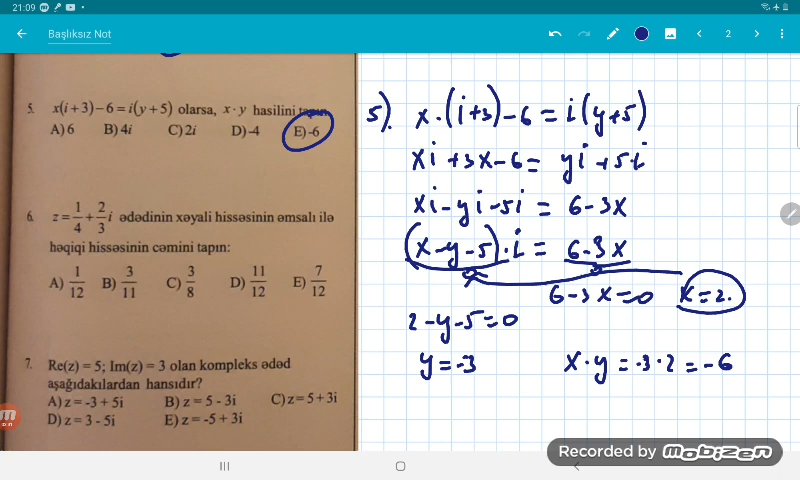 21:09
Başlıksız Not
2
5. x(i+3)−6=i(y+5) olarsa, x·y hasilini tapın.
A) 6 B) 4i C) 2i D)-4 E)-6
6. z = 1/4 + 2/3 i ədədinin xəyali hissəsinin əmsalı ilə
həqiqi hissəsinin cəmini tapın:
A) 1/12 B) 3/11 C) 3/8 D) 11/12 E) 7/12
7. Re(z) = 5; Im(z) = 3 olan kompleks ədəd
aşağıdakılardan hansıdır?
A) z = -3 + 5i B) z = 5 - 3i C) z = 5 + 3i
D) z = 3 - 5i E) z = -5 + 3i
5). x·(i+3)-6=i(y+5)
xi+3x-6= yi+5i
xi-yi-5i = 6-3x
(x-y-5)·i= 6-3x
6-3x=0 x=2.
2-y-5=0
y=-3 x·y=-3·2=-6
Recorded by mobizen